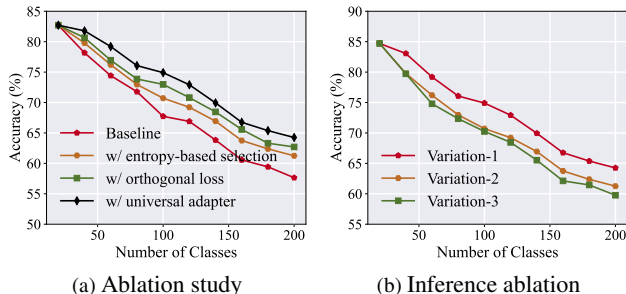 85
80
75
70
65
60
55
50
Accuracy (%)
Baseline
w/ entropy-based selection
w/ orthogonal loss
w/ universal adapter
50
100
150
200
Number of Classes
(a) Ablation study
90
85
80
75
70
65
60
55
Accuracy (%)
Variation-1
Variation-2
Variation-3
50
100
150
200
Number of Classes
(b) Inference ablation